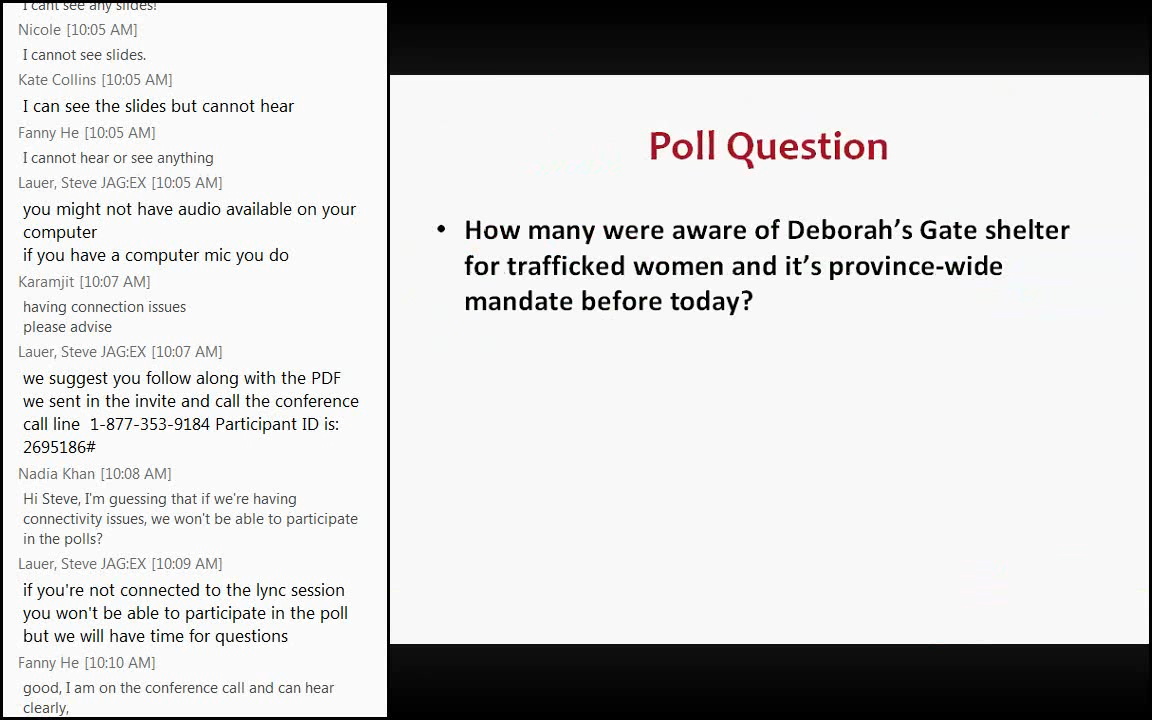 I cant see any slides!
Nicole [10:05 AM]
I cannot see slides.
Kate Collins [10:05 AM]
I can see the slides but cannot hear
Fanny He [10:05 AM]
I cannot hear or see anything
Lauer, Steve JAG:EX [10:05 AM]
you might not have audio available on your
computer
if you have a computer mic you do
Karamjit [10:07 AM]
having connection issues
please advise
Lauer, Steve JAG:EX [10:07 AM]
we suggest you follow along with the PDF
we sent in the invite and call the conference
call line  1-877-353-9184 Participant ID is:
2695186#
Nadia Khan [10:08 AM]
Hi Steve, I'm guessing that if we're having
connectivity issues, we won't be able to participate
in the polls?
Lauer, Steve JAG:EX [10:09 AM]
if you're not connected to the lync session
you won't be able to participate in the poll
but we will have time for questions
Fanny He [10:10 AM]
good, I am on the conference call and can hear
clearly,
Poll Question
• How many were aware of Deborah’s Gate shelter
for trafficked women and it’s province-wide
mandate before today?